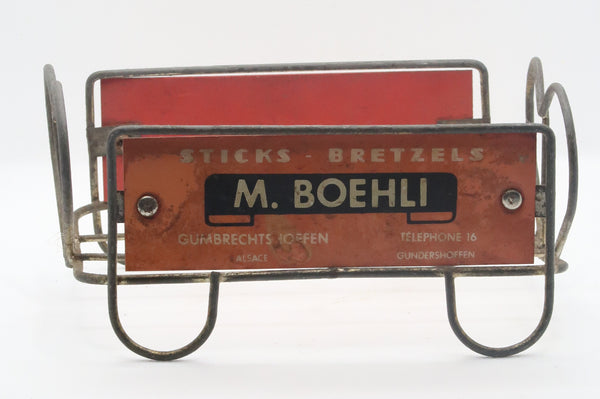 STICKS - BRETZELS
M. BOEHLI
GUMBRECHTSHOFFEN TÉLÉPHONE 16
ALSACE GUNDERSHOFFEN